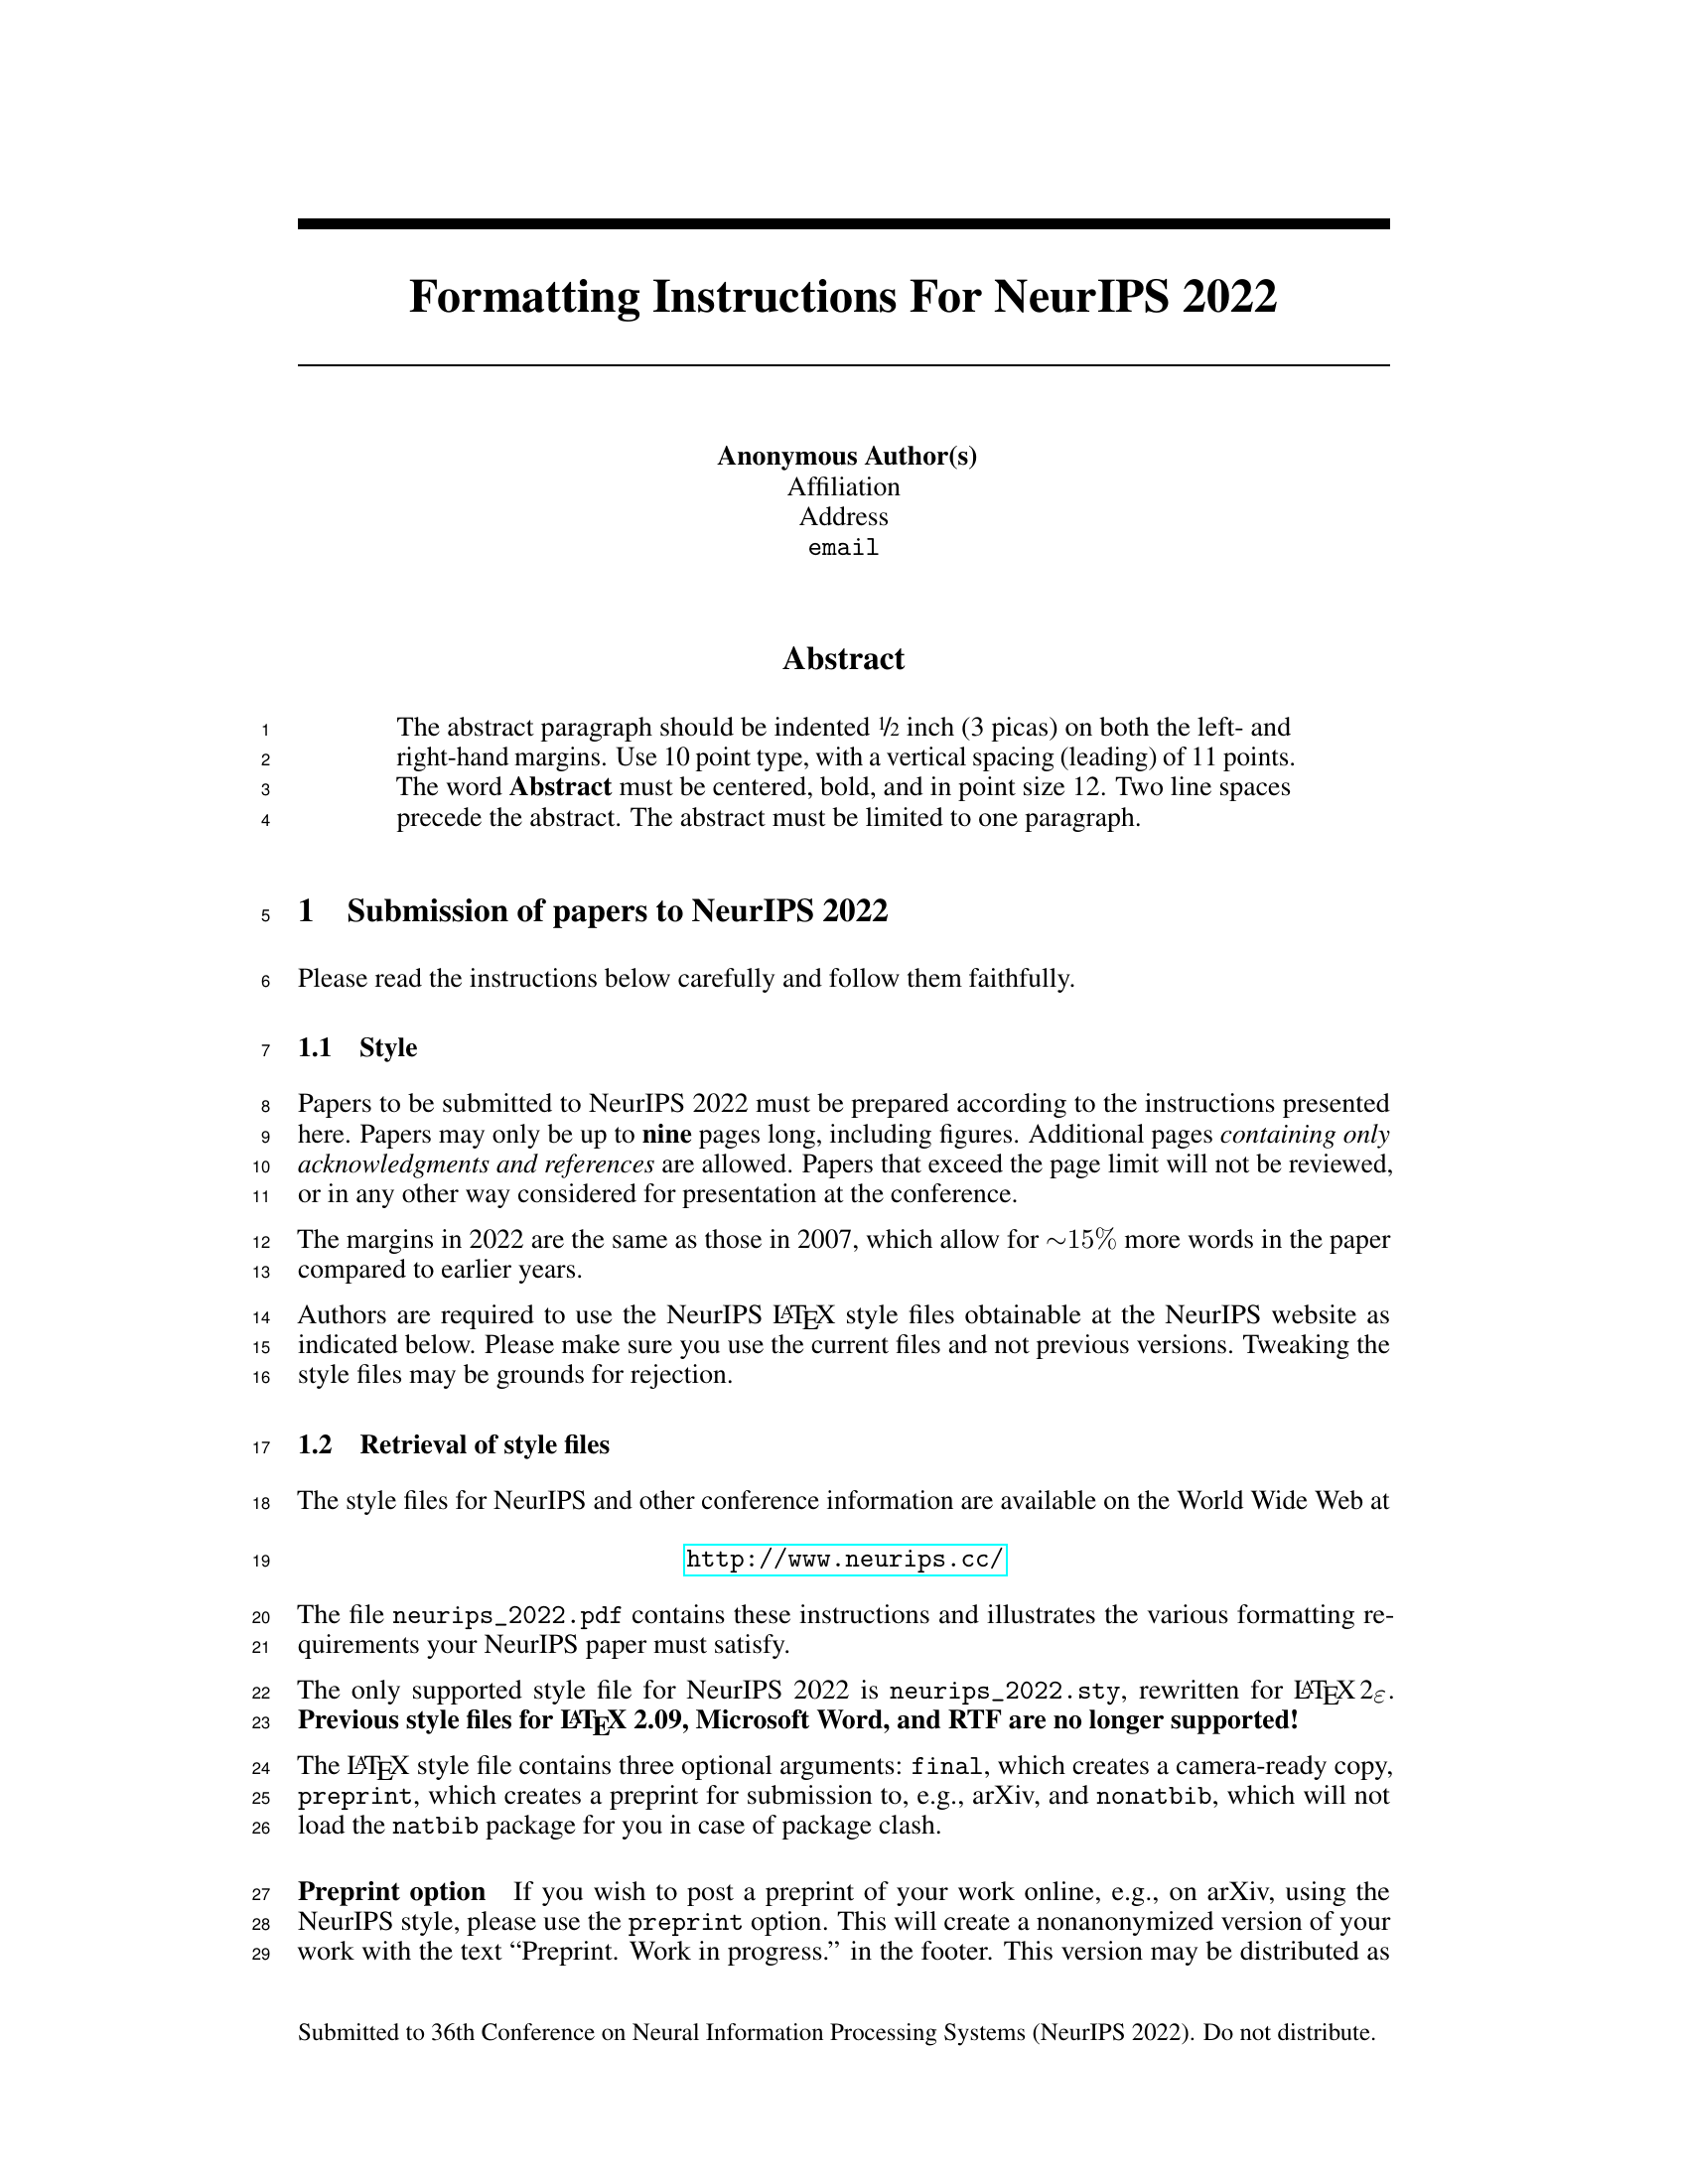 Formatting Instructions For NeurIPS 2022
Anonymous Author(s)
Affiliation
Address
email
Abstract
1 The abstract paragraph should be indented ½ inch (3 picas) on both the left- and
2 right-hand margins. Use 10 point type, with a vertical spacing (leading) of 11 points.
3 The word Abstract must be centered, bold, and in point size 12. Two line spaces
4 precede the abstract. The abstract must be limited to one paragraph.
5 1 Submission of papers to NeurIPS 2022
6 Please read the instructions below carefully and follow them faithfully.
7 1.1 Style
8 Papers to be submitted to NeurIPS 2022 must be prepared according to the instructions presented
9 here. Papers may only be up to nine pages long, including figures. Additional pages containing only
10 acknowledgments and references are allowed. Papers that exceed the page limit will not be reviewed,
11 or in any other way considered for presentation at the conference.
12 The margins in 2022 are the same as those in 2007, which allow for ∼15% more words in the paper
13 compared to earlier years.
14 Authors are required to use the NeurIPS LATEX style files obtainable at the NeurIPS website as
15 indicated below. Please make sure you use the current files and not previous versions. Tweaking the
16 style files may be grounds for rejection.
17 1.2 Retrieval of style files
18 The style files for NeurIPS and other conference information are available on the World Wide Web at
19 http://www.neurips.cc/
20 The file neurips_2022.pdf contains these instructions and illustrates the various formatting re-
21 quirements your NeurIPS paper must satisfy.
22 The only supported style file for NeurIPS 2022 is neurips_2022.sty, rewritten for LATEX 2ε.
23 Previous style files for LATEX 2.09, Microsoft Word, and RTF are no longer supported!
24 The LATEX style file contains three optional arguments: final, which creates a camera-ready copy,
25 preprint, which creates a preprint for submission to, e.g., arXiv, and nonatbib, which will not
26 load the natbib package for you in case of package clash.
27 Preprint option If you wish to post a preprint of your work online, e.g., on arXiv, using the
28 NeurIPS style, please use the preprint option. This will create a nonanonymized version of your
29 work with the text “Preprint. Work in progress.” in the footer. This version may be distributed as
Submitted to 36th Conference on Neural Information Processing Systems (NeurIPS 2022). Do not distribute.